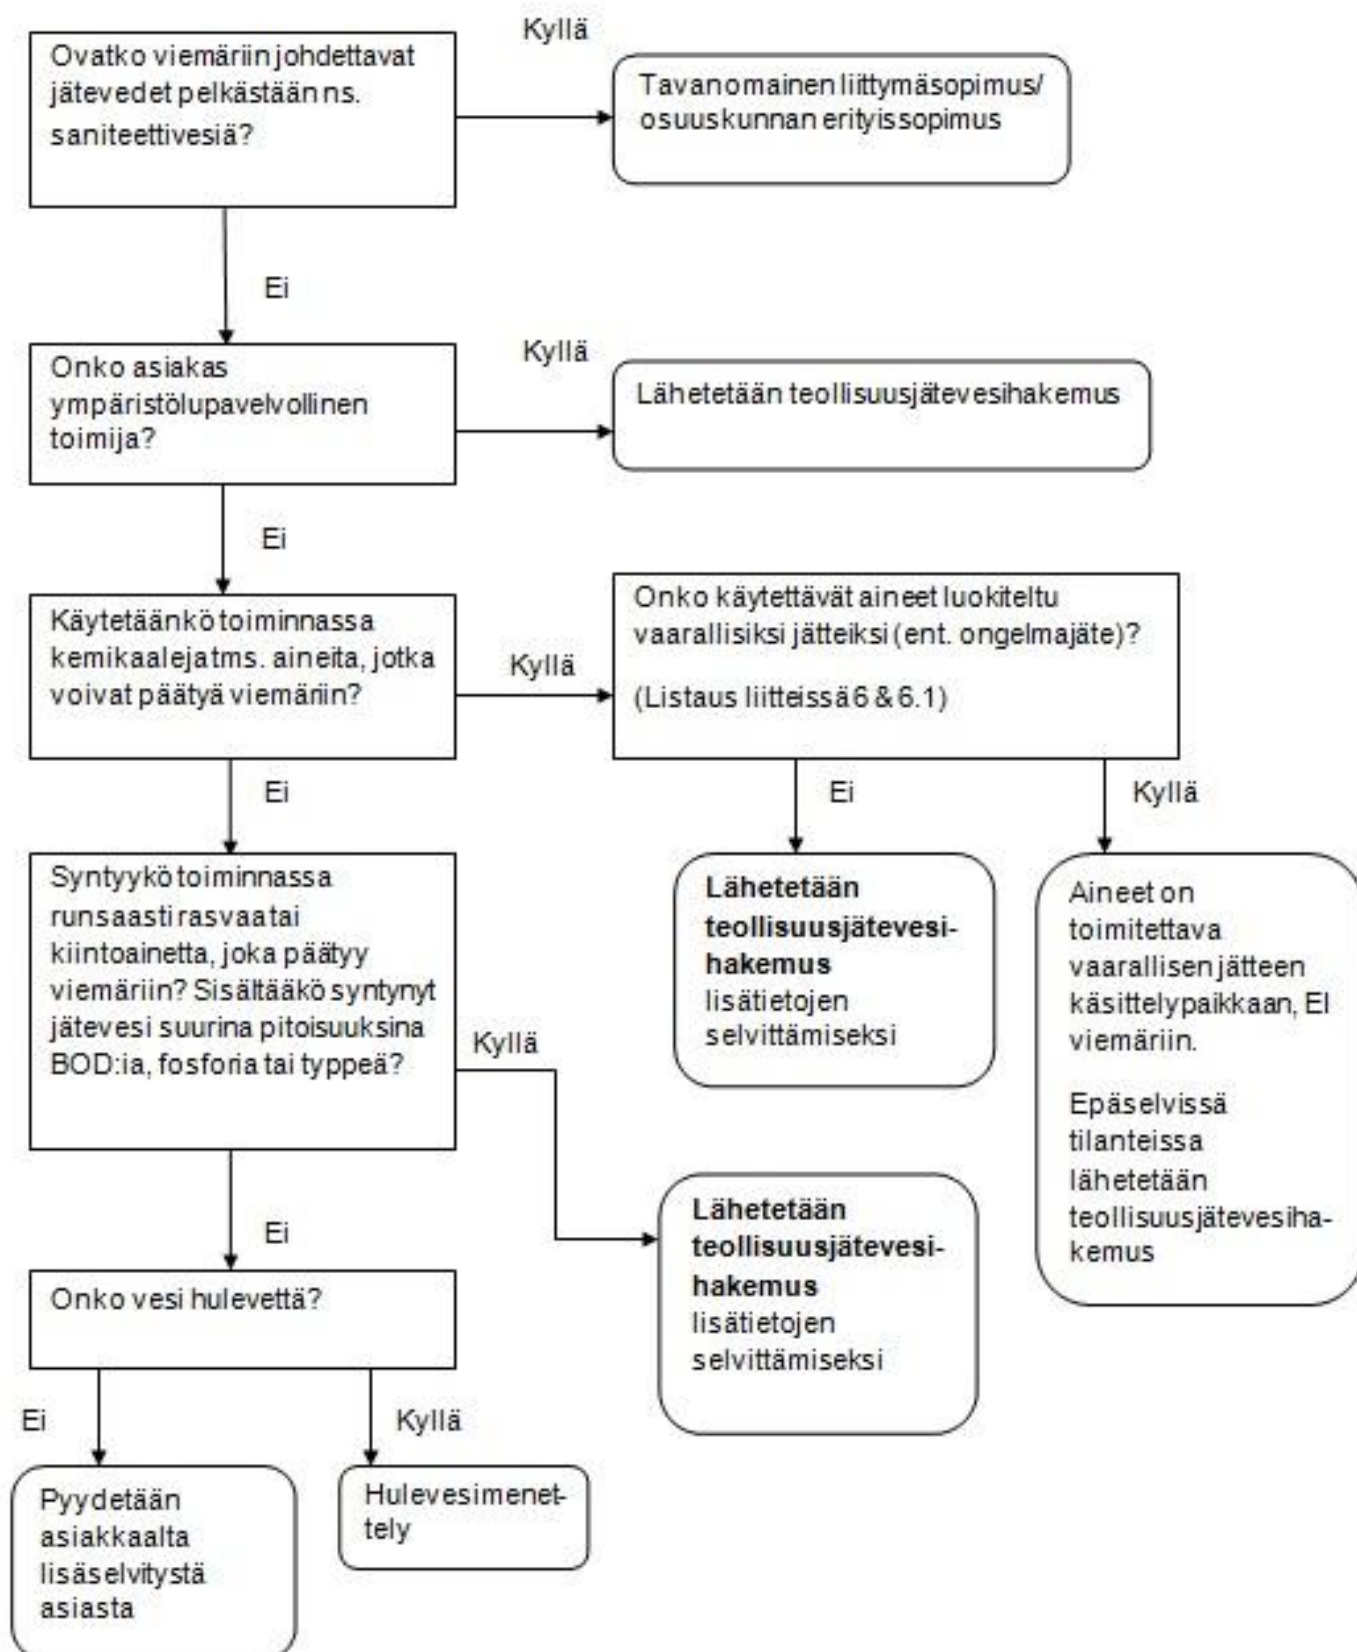 Kyllä
Ovatko viemäriin johdettavat
jätevedet pelkästään ns.
saniteettivesiä?
Tavanomainen liittymäsopimus/
osuuskunnan erityissopimus
Ei
Onko asiakas
ympäristölupavelvollinen
toimija?
Kyllä
Lähetetään teollisuusjätevesihakemus
Ei
Käytetäänkö toiminnassa
kemikaaleja tms. aineita, jotka
voivat päätyä viemäriin?
Kyllä
Onko käytettävät aineet luokiteltu
vaarallisiksi jätteiksi (ent. ongelmajäte)?
(Listaus liitteissä 6 & 6.1)
Ei
Ei
Kyllä
Syntyykö toiminnassa
runsaasti rasvaa tai
kiintoainetta, joka päätyy
viemäriin? Sisältääkö syntynyt
jätevesi suurina pitoisuuksina
BOD:ia, fosforia tai typpeä?
Kyllä
Lähetetään
teollisuusjätevesi-
hakemus
lisätietojen
selvittämiseksi
Aineet on
toimitettava
vaarallisen jätteen
käsittelypaikkaan, EI
viemäriin.
Epäselvissä
tilanteissa
lähetetään
teollisuusjätevesiha-
kemus
Ei
Lähetetään
teollisuusjätevesi-
hakemus
lisätietojen
selvittämiseksi
Onko vesi hulevettä?
Ei
Kyllä
Pyydetään
asiakkaalta
lisäselvitystä
asiasta
Hulevesimenet-
tely